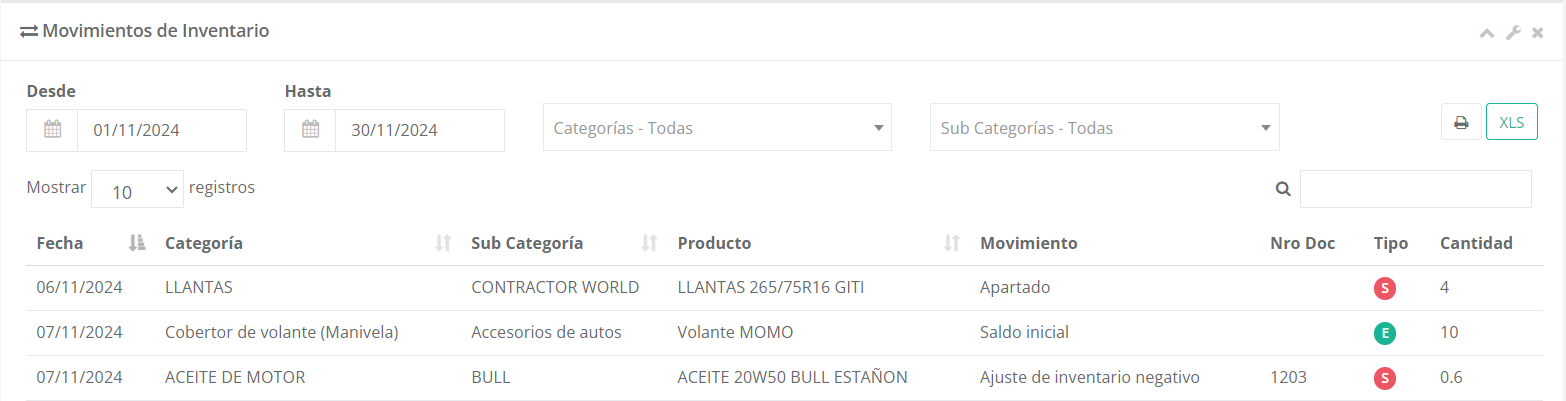 Movimientos de Inventario
Desde Hasta
01/11/2024 30/11/2024 Categorías - Todas Sub Categorías - Todas XLS
Mostrar 10 registros
Fecha Categoría Sub Categoría Producto Movimiento Nro Doc Tipo Cantidad
06/11/2024 LLANTAS CONTRACTOR WORLD LLANTAS 265/75R16 GITI Apartado S 4
07/11/2024 Cobertor de volante (Manivela) Accesorios de autos Volante MOMO Saldo inicial E 10
07/11/2024 ACEITE DE MOTOR BULL ACEITE 20W50 BULL ESTAÑON Ajuste de inventario negativo 1203 S 0.6